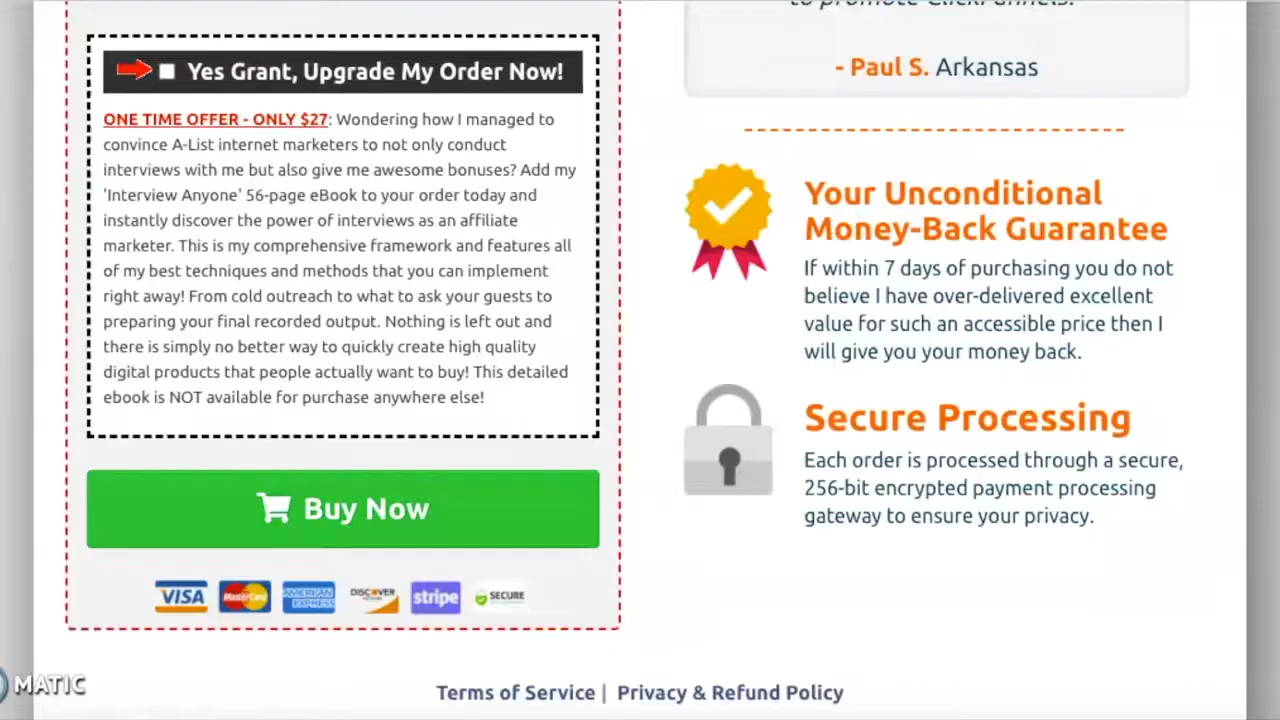 Yes Grant, Upgrade My Order Now!
ONE TIME OFFER - ONLY $27: Wondering how I managed to
convince A-List internet marketers to not only conduct
interviews with me but also give me awesome bonuses? Add my
'Interview Anyone' 56-page eBook to your order today and
instantly discover the power of interviews as an affiliate
marketer. This is my comprehensive framework and features all
of my best techniques and methods that you can implement
right away! From cold outreach to what to ask your guests to
preparing your final recorded output. Nothing is left out and
there is simply no better way to quickly create high quality
digital products that people actually want to buy! This detailed
ebook is NOT available for purchase anywhere else!
Buy Now
VISA
MasterCard
AMERICAN EXPRESS
DISCOVER
stripe
SECURE
to promote ClickFunnels.
- Paul S. Arkansas
Your Unconditional
Money-Back Guarantee
If within 7 days of purchasing you do not
believe I have over-delivered excellent
value for such an accessible price then I
will give you your money back.
Secure Processing
Each order is processed through a secure,
256-bit encrypted payment processing
gateway to ensure your privacy.
MATIC
Terms of Service | Privacy & Refund Policy